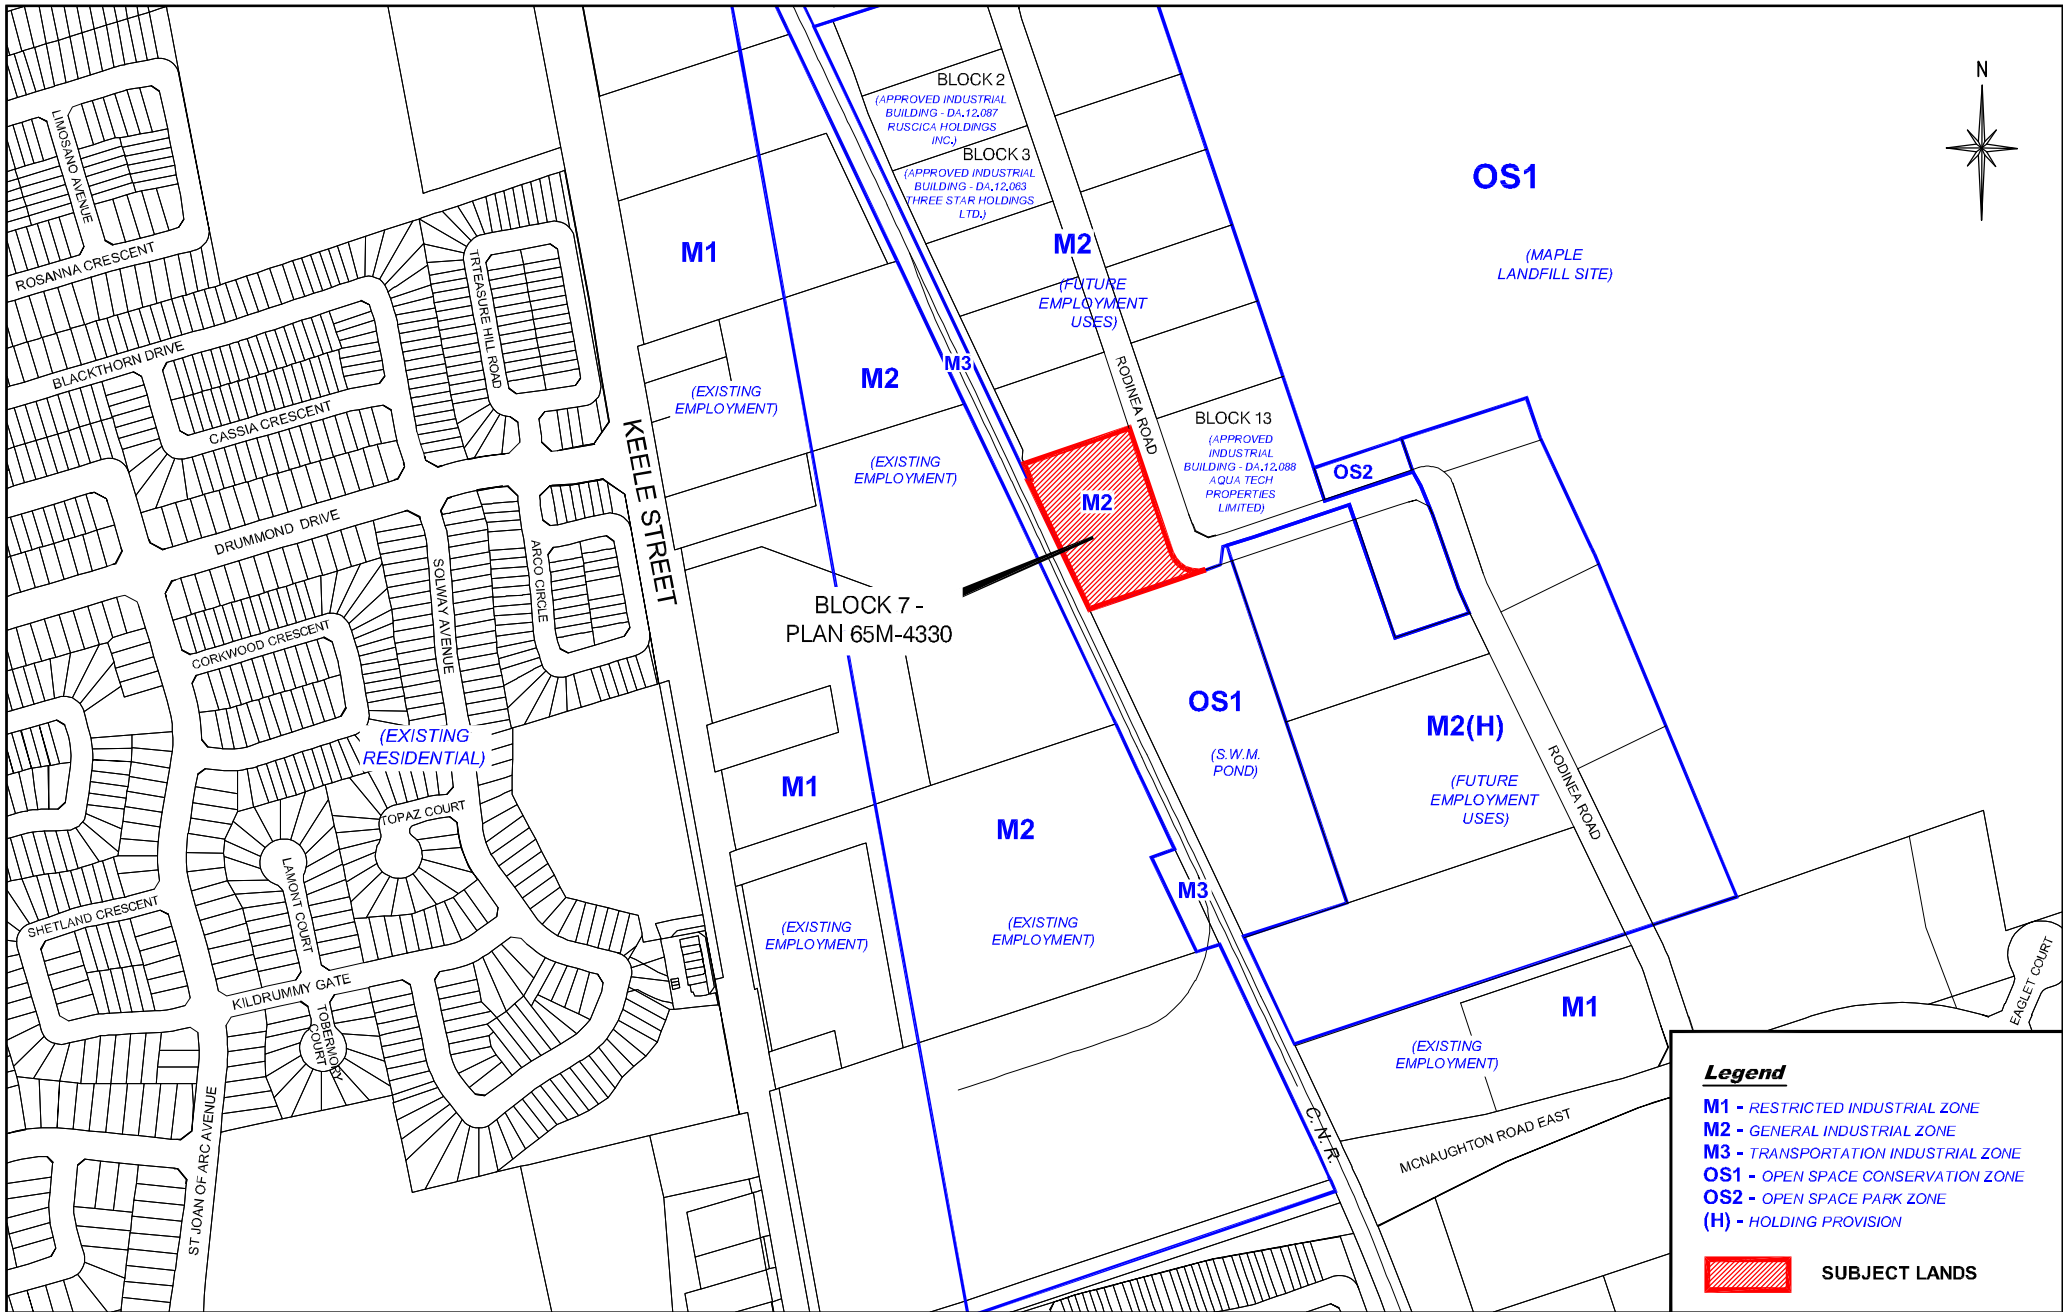 N
BLOCK 2
(APPROVED INDUSTRIAL
BUILDING - DA.12.087
RUSCICA HOLDINGS
INC.)
BLOCK 3
(APPROVED INDUSTRIAL
BUILDING - DA.12.063
THREE STAR HOLDINGS
LTD.)
M2
(FUTURE
EMPLOYMENT
USES)
OS1
(MAPLE
LANDFILL SITE)
LIMOSANO AVENUE
ROSANNA CRESCENT
TRTEASURE HILL ROAD
BLACKTHORN DRIVE
CASSIA CRESCENT
M1
(EXISTING
EMPLOYMENT)
M2
M3
(EXISTING
EMPLOYMENT)
RODINEA ROAD
BLOCK 13
(APPROVED
INDUSTRIAL
BUILDING - DA.12.088
AQUA TECH
PROPERTIES
LIMITED)
OS2
M2
KEELE STREET
DRUMMOND DRIVE
SOLWAY AVENUE
ARCO CIRCLE
CORKWOOD CRESCENT
BLOCK 7 -
PLAN 65M-4330
(EXISTING
RESIDENTIAL)
OS1
(S.W.M.
POND)
M2(H)
(FUTURE
EMPLOYMENT
USES)
RODINEA ROAD
M1
M2
M3
TOPAZ COURT
LAMONT COURT
SHETLAND CRESCENT
(EXISTING
EMPLOYMENT)
(EXISTING
EMPLOYMENT)
KILDRUMMY GATE
TOBERMORY
COURT
ST JOAN OF ARC AVENUE
M1
(EXISTING
EMPLOYMENT)
EAGLET COURT
C. N. R.
MCNAUGHTON ROAD EAST
Legend
M1 - RESTRICTED INDUSTRIAL ZONE
M2 - GENERAL INDUSTRIAL ZONE
M3 - TRANSPORTATION INDUSTRIAL ZONE
OS1 - OPEN SPACE CONSERVATION ZONE
OS2 - OPEN SPACE PARK ZONE
(H) - HOLDING PROVISION
SUBJECT LANDS